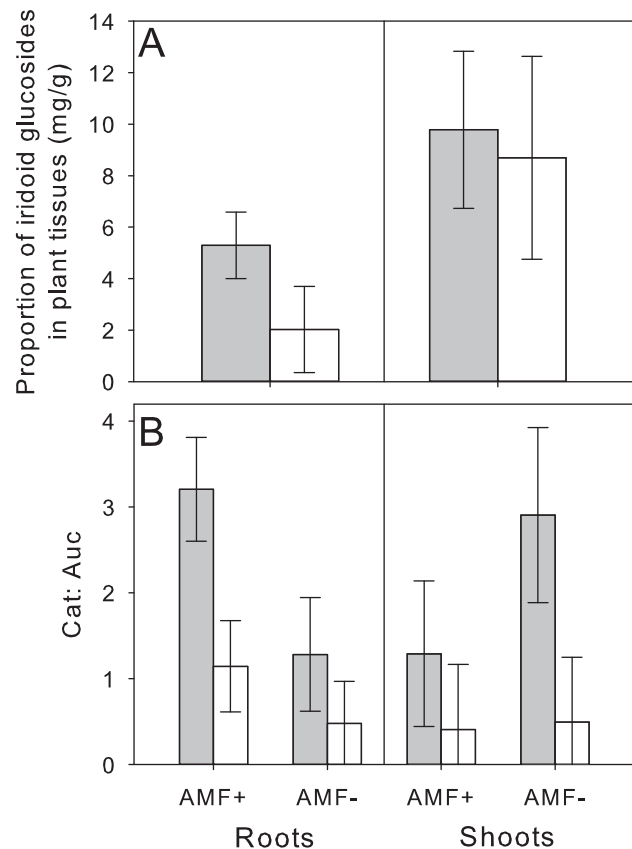 Proportion of iridoid glucosides
in plant tissues (mg/g)
A
14
12
10
8
6
4
2
0
Cat: Auc
B
4
3
2
1
0
AMF+ AMF- AMF+ AMF-
Roots Shoots